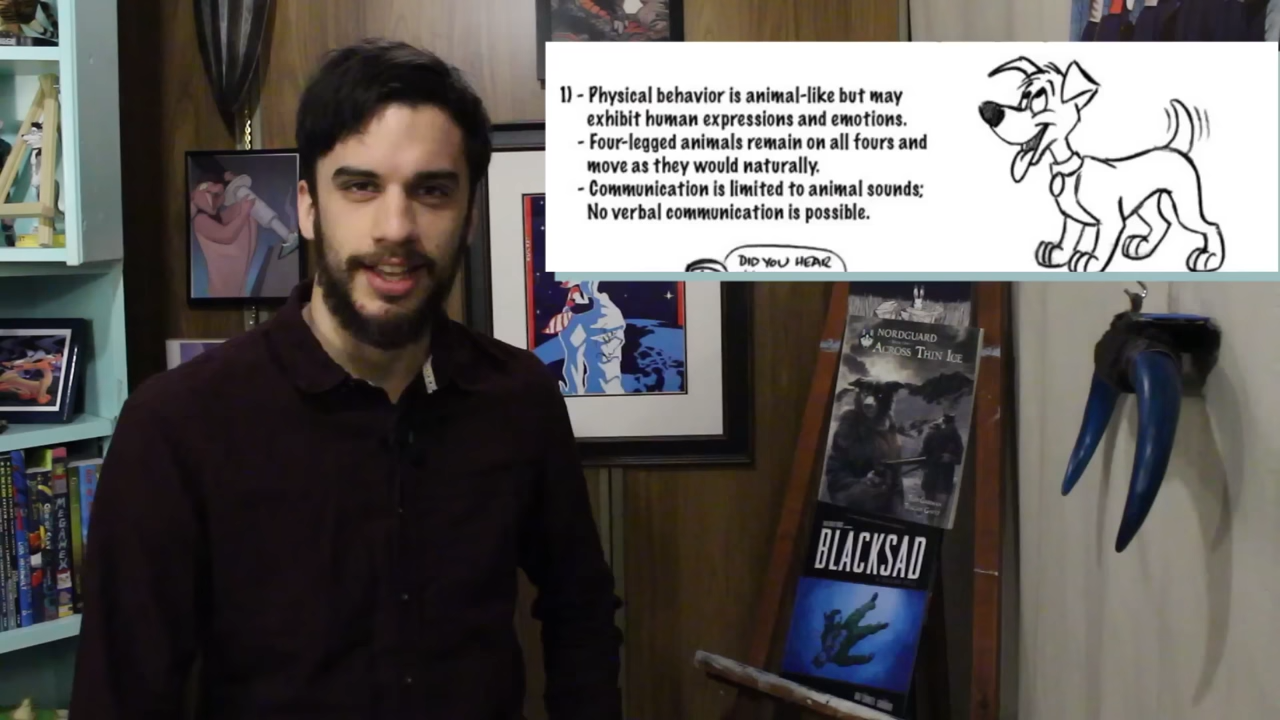 1) - Physical behavior is animal-like but may
exhibit human expressions and emotions.
- Four-legged animals remain on all fours and
move as they would naturally.
- Communication is limited to animal sounds;
No verbal communication is possible.
DID YOU HEAR
NORDGUARD
ACROSS THIN ICE
BLACKSAD
MEGAHEX